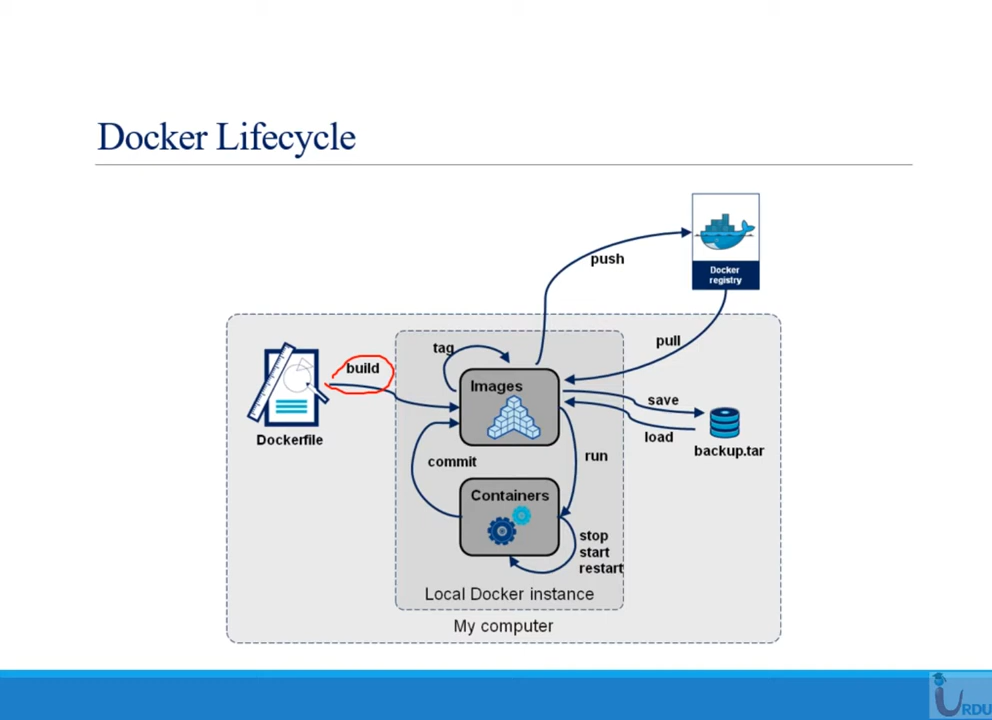 Docker Lifecycle
push
Docker
registry
pull
tag
build
Images
save
Dockerfile
load
backup.tar
commit
run
Containers
stop
start
restart
Local Docker instance
My computer
URDU